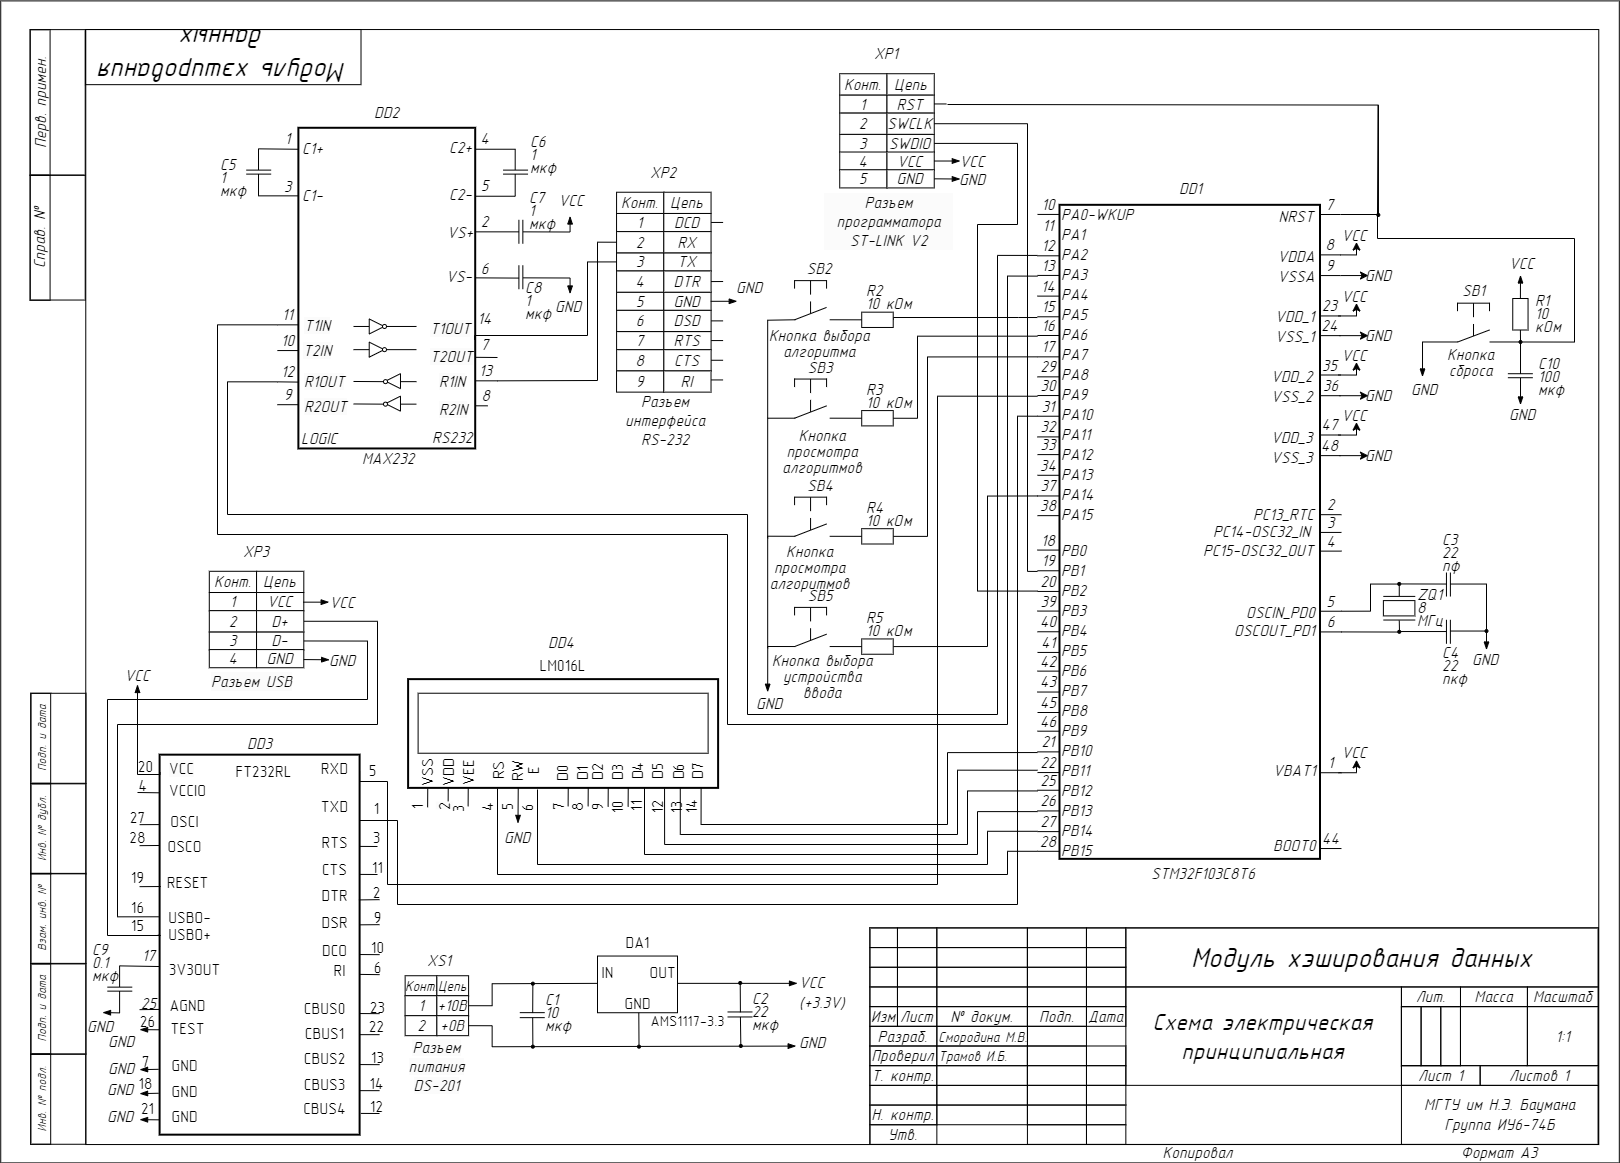 Перв. примен.
Справ. №
Подп. и дата
Инв. № дубл.
Взам. инв. №
Подп. и дата
Инв. № подл.
Модуль хэширования
данных
DD2
1 C1+
3 C1-
4 C2+
5 C2-
2 VS+
6 VS-
11 T1IN
10 T2IN
12 R1OUT
9 R2OUT
14 T1OUT
7 T2OUT
13 R1IN
8 R2IN
LOGIC RS232
MAX232
C5
1
мкф
C6
1
мкф
C7
1
мкф
VCC
C8
1
мкф
GND
XP2
Конт. Цепь
1 DCD
2 RX
3 TX
4 DTR
5 GND
6 DSD
7 RTS
8 CTS
9 RI
GND
Разъем
интерфейса
RS-232
XP1
Конт. Цепь
1 RST
2 SWCLK
3 SWDIO
4 VCC VCC
5 GND GND
Разъем
программатора
ST-LINK V2
SB2
R2
10 кОм
Кнопка выбора
алгоритма
SB3
R3
10 кОм
Кнопка
просмотра
алгоритмов
SB4
R4
10 кОм
Кнопка
просмотра
алгоритмов
SB5
R5
10 кОм
Кнопка выбора
устройства
ввода
GND
DD1
10 PA0-WKUP
11 PA1
12 PA2
13 PA3
14 PA4
15 PA5
16 PA6
17 PA7
29 PA8
30 PA9
31 PA10
32 PA11
33 PA12
34 PA13
37 PA14
38 PA15
18 PB0
19 PB1
20 PB2
39 PB3
40 PB4
41 PB5
42 PB6
43 PB7
45 PB8
46 PB9
21 PB10
22 PB11
25 PB12
26 PB13
27 PB14
28 PB15
NRST 7
VDDA 8 VCC
VSSA 9 GND
VDD_1 23 VCC
VSS_1 24 GND
VDD_2 35 VCC
VSS_2 36 GND
VDD_3 47 VCC
VSS_3 48 GND
PC13_RTC 2
PC14-OSC32_IN 3
PC15-OSC32_OUT 4
OSCIN_PD0 5
OSCOUT_PD1 6
VBAT1 1 VCC
BOOT0 44
STM32F103C8T6
SB1
Кнопка
сброса
GND
VCC
R1
10
кОм
C10
100
мкф
GND
C3
22
пф
ZQ1
8
МГц
C4
22
пкф
GND
XP3
Конт. Цепь
1 VCC VCC
2 D+
3 D-
4 GND GND
Разъем USB
VCC
DD3
FT232RL
20 VCC
4 VCCIO
27 OSCI
28 OSCO
19 RESET
16 USBO-
15 USBO+
17 3V3OUT
25 AGND
26 TEST
7 GND
18 GND
21 GND
RXD 5
TXD 1
RTS 3
CTS 11
DTR 2
DSR 9
DCO 10
RI 6
CBUS0 23
CBUS1 22
CBUS2 13
CBUS3 14
CBUS4 12
C9
0.1
мкф
GND
GND
GND
GND
GND
DD4
LM016L
VSS VDD VEE RS RW E D0 D1 D2 D3 D4 D5 D6 D7
1 2 3 4 5 6 7 8 9 10 11 12 13 14
GND
XS1
Конт Цепь
1 +10В
2 +0В
Разъем
питания
DS-201
C1
10
мкф
DA1
IN OUT
GND
AMS1117-3.3
C2
22
мкф
VCC
(+3.3V)
GND
Модуль хэширования данных
Изм Лист № докум. Подп. Дата
Разраб. Смородина М.В.
Проверил Трамов И.Б.
Т. контр.
Н. контр.
Утв.
Схема электрическая
принципиальная
Лит. Масса Масштаб
1:1
Лист 1 Листов 1
МГТУ им Н.Э. Баумана
Группа ИУ6-74Б
Копировал Формат А3